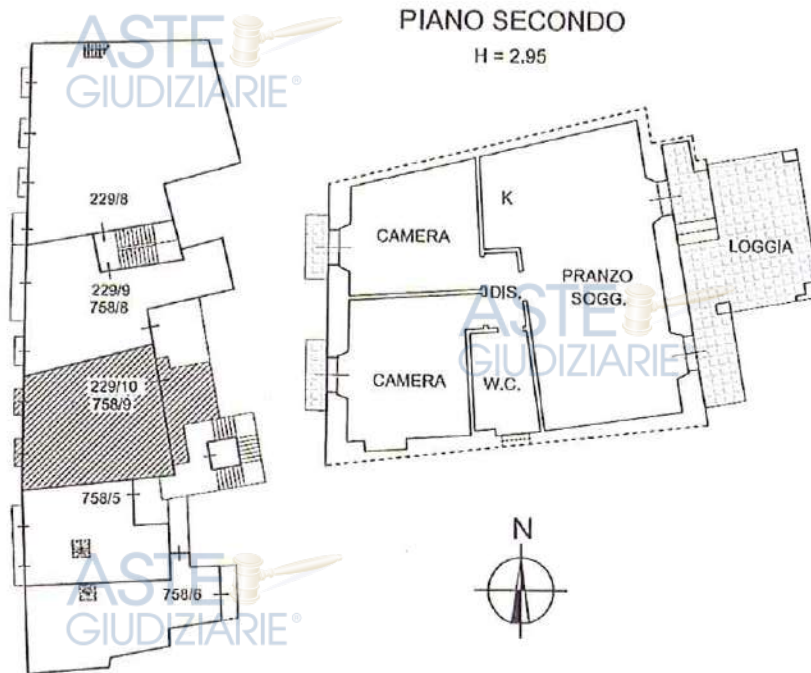 PIANO SECONDO
H = 2.95
ASTE
GIUDIZIARIE®
229/8
229/9
758/8
229/10
758/9
758/5
758/6
CAMERA
K
PRANZO
SOGG.
DIS.
LOGGIA
CAMERA
W.C.
ASTE
GIUDIZIARIE®
N
ASTE
GIUDIZIARIE®